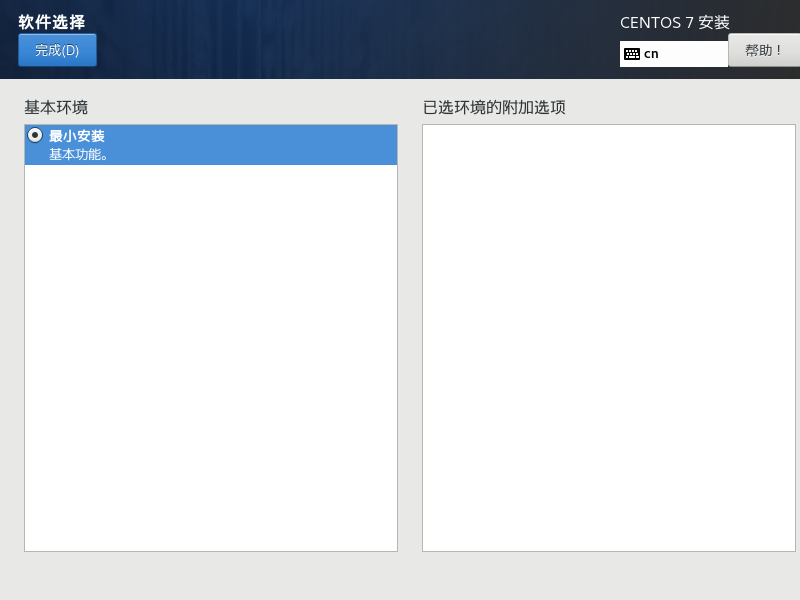 软件选择
CENTOS 7 安装
完成(D)
cn
帮助！
基本环境
已选环境的附加选项
最小安装
基本功能。